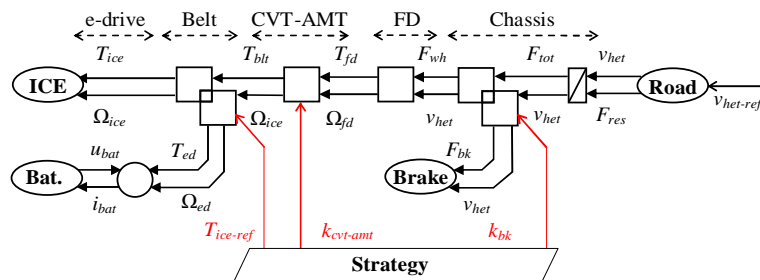 e-drive Belt CVT-AMT FD Chassis
T_ice T_blt T_fd F_wh F_tot v_het
ICE Road
v_het-ref
Ω_ice Ω_ice Ω_fd v_het v_het F_res
u_bat T_ed F_bk
Bat. Brake
i_bat Ω_ed v_het
T_ice-ref k_cvt-amt k_bk
Strategy